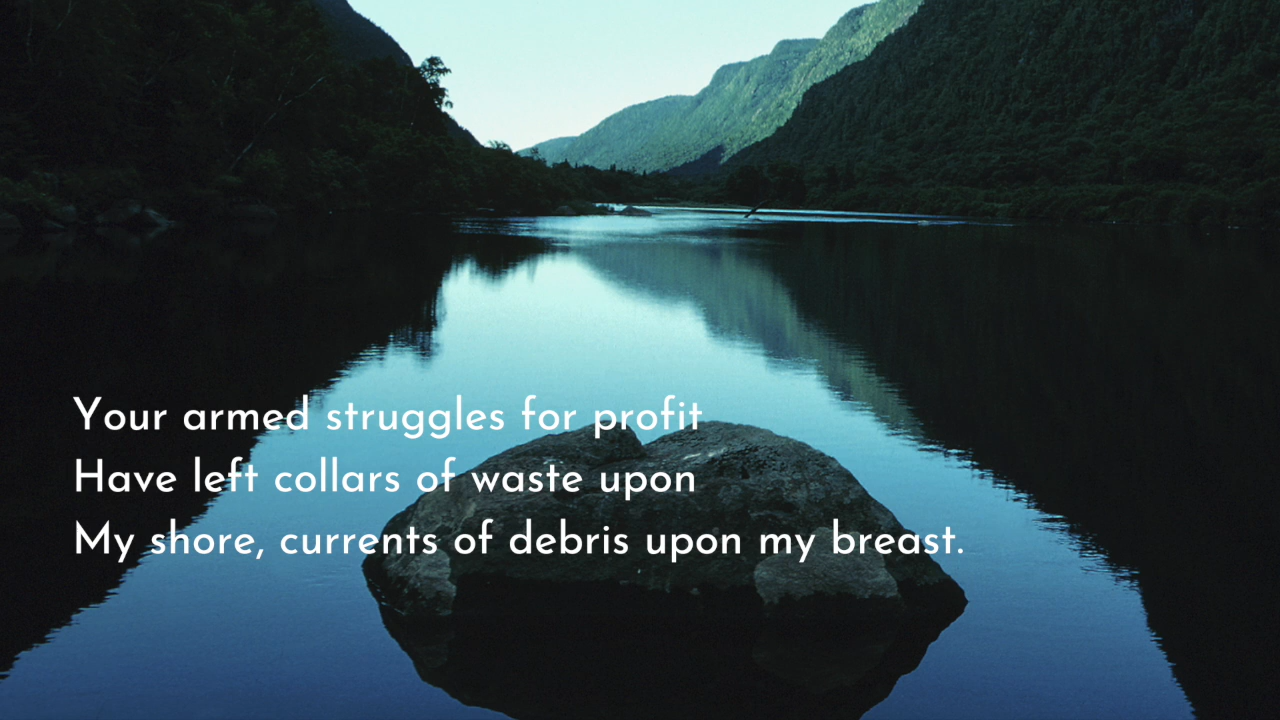 Your armed struggles for profit
Have left collars of waste upon
My shore, currents of debris upon my breast.